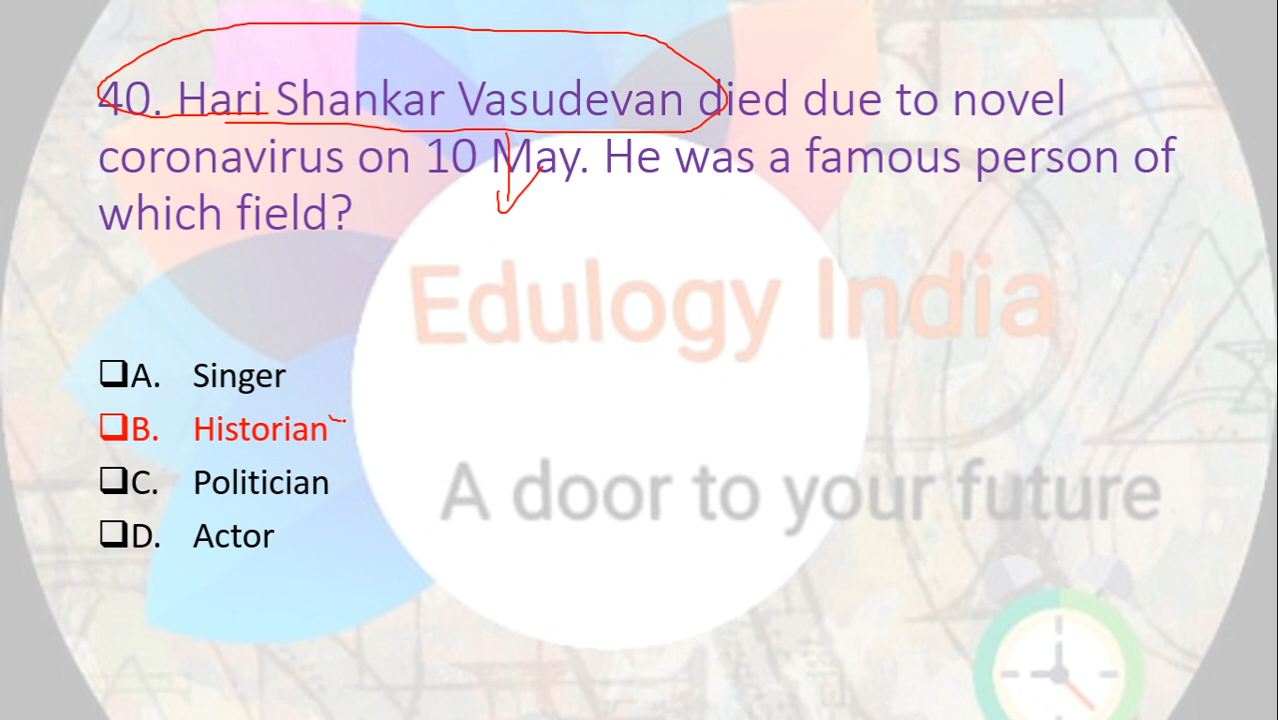 40. Hari Shankar Vasudevan died due to novel
coronavirus on 10 May. He was a famous person of
which field?
Edulogy India
❑A. Singer
❑B. Historian
❑C. Politician
A door to your future
❑D. Actor